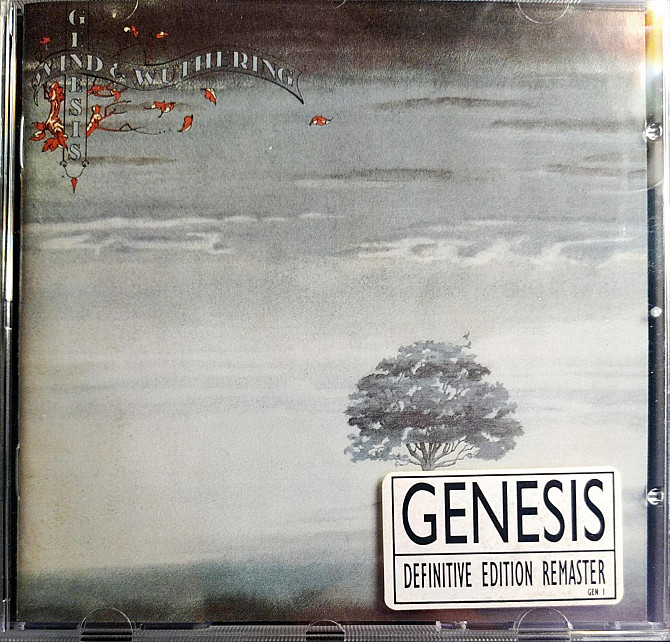 GENESIS
WIND & WUTHERING
GENESIS
DEFINITIVE EDITION REMASTER
GEN 1